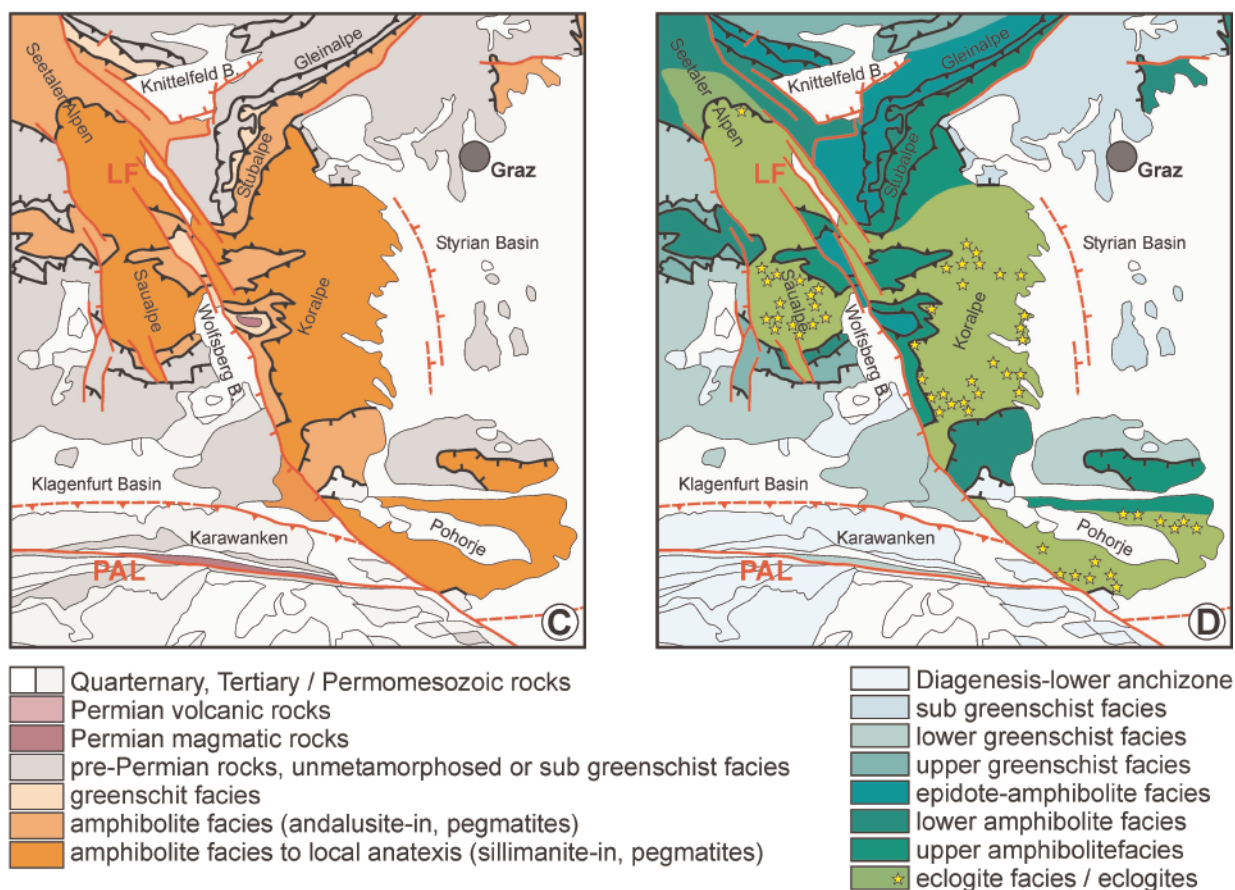 Seetaler
Alpen
Knittelfeld B.
Gleinalpe
Stubalpe
LF
Graz
Styrian Basin
Saualpe
Wolfsberg B.
Koralpe
Klagenfurt Basin
Karawanken
Pohorje
PAL
C
Seetaler
Alpen
Knittelfeld B.
Gleinalpe
Stubalpe
LF
Graz
Styrian Basin
Saualpe
Wolfsberg B.
Koralpe
Klagenfurt Basin
Karawanken
Pohorje
PAL
D
Quarternary, Tertiary / Permomesozoic rocks
Permian volcanic rocks
Permian magmatic rocks
pre-Permian rocks, unmetamorphosed or sub greenschist facies
greenschit facies
amphibolite facies (andalusite-in, pegmatites)
amphibolite facies to local anatexis (sillimanite-in, pegmatites)
Diagenesis-lower anchizone
sub greenschist facies
lower greenschist facies
upper greenschist facies
epidote-amphibolite facies
lower amphibolite facies
upper amphibolitefacies
eclogite facies / eclogites